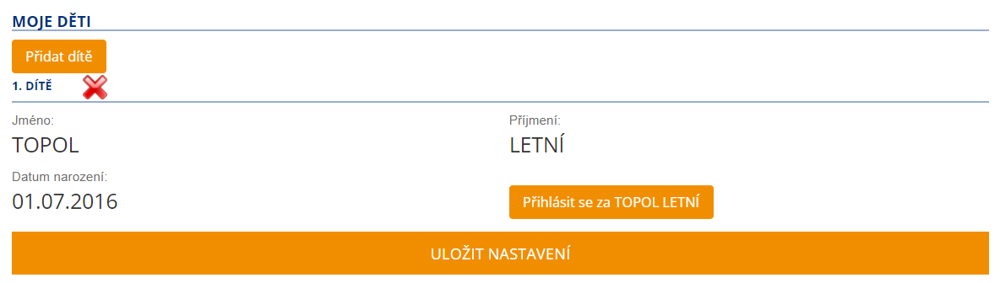 MOJE DĚTI
Přidat dítě
1. DÍTĚ
Jméno:
Příjmení:
TOPOL
LETNÍ
Datum narození:
01.07.2016
Přihlásit se za TOPOL LETNÍ
ULOŽIT NASTAVENÍ